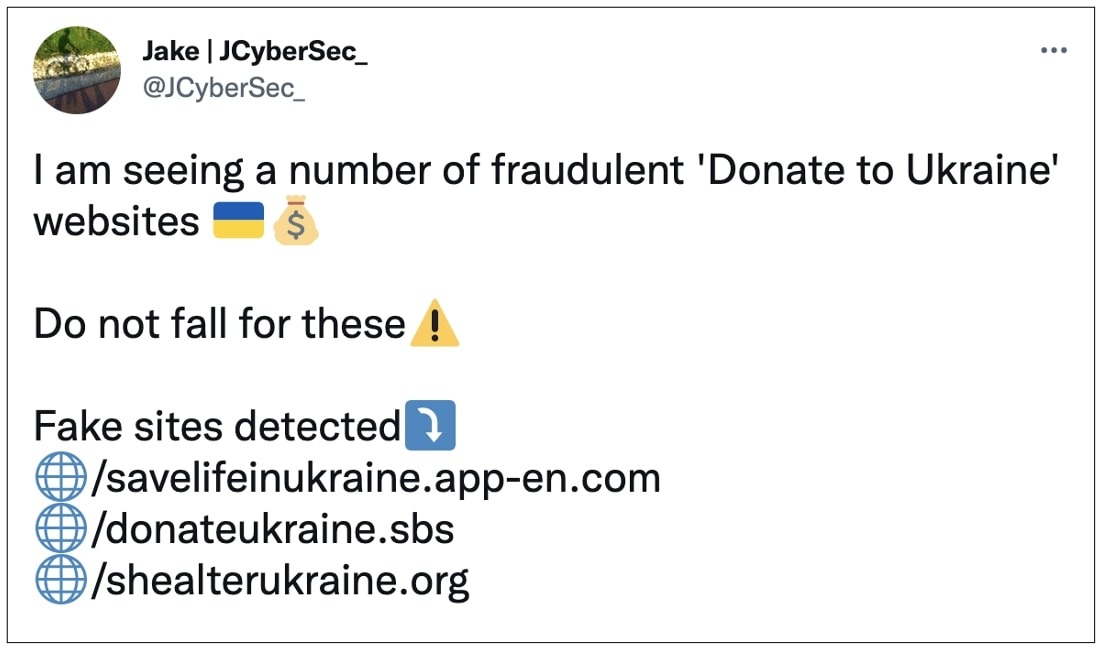 Jake | JCyberSec_
@JCyberSec_
I am seeing a number of fraudulent 'Donate to Ukraine'
websites 🇺🇦💰
Do not fall for these⚠️
Fake sites detected⤵️
🌐/savelifeinukraine.app-en.com
🌐/donateukraine.sbs
🌐/shealterukraine.org